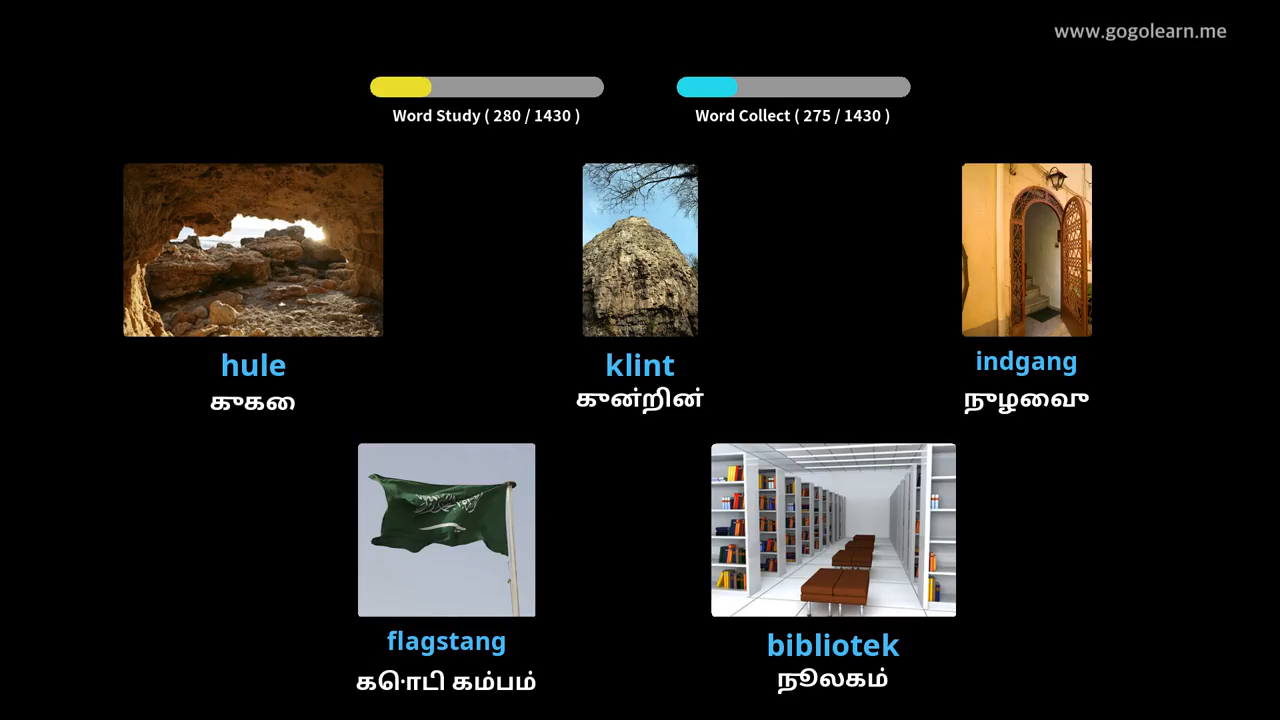 www.gogolearn.me
Word Study ( 280 / 1430 )
Word Collect ( 275 / 1430 )
hule
குகை
klint
குன்றின்
indgang
நுழைவு
flagstang
கொடி கம்பம்
bibliotek
நூலகம்